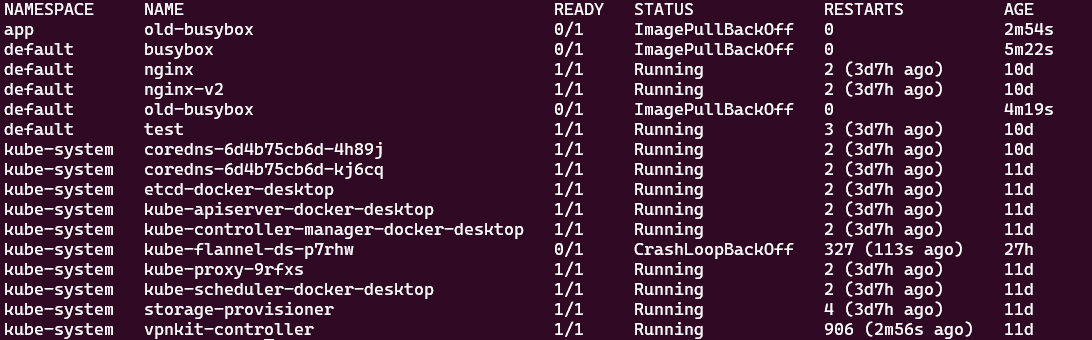 NAMESPACE     NAME                                     READY   STATUS             RESTARTS         AGE
app           old-busybox                              0/1     ImagePullBackOff   0                2m54s
default       busybox                                  0/1     ImagePullBackOff   0                5m22s
default       nginx                                    1/1     Running            2 (3d7h ago)     10d
default       nginx-v2                                 1/1     Running            2 (3d7h ago)     10d
default       old-busybox                              0/1     ImagePullBackOff   0                4m19s
default       test                                     1/1     Running            3 (3d7h ago)     10d
kube-system   coredns-6d4b75cb6d-4h89j                 1/1     Running            2 (3d7h ago)     10d
kube-system   coredns-6d4b75cb6d-kj6cq                 1/1     Running            2 (3d7h ago)     11d
kube-system   etcd-docker-desktop                      1/1     Running            2 (3d7h ago)     11d
kube-system   kube-apiserver-docker-desktop            1/1     Running            2 (3d7h ago)     11d
kube-system   kube-controller-manager-docker-desktop   1/1     Running            2 (3d7h ago)     11d
kube-system   kube-flannel-ds-p7rhw                    0/1     CrashLoopBackOff   327 (113s ago)   27h
kube-system   kube-proxy-9rfxs                         1/1     Running            2 (3d7h ago)     11d
kube-system   kube-scheduler-docker-desktop            1/1     Running            2 (3d7h ago)     11d
kube-system   storage-provisioner                      1/1     Running            4 (3d7h ago)     11d
kube-system   vpnkit-controller                        1/1     Running            906 (2m56s ago)  11d